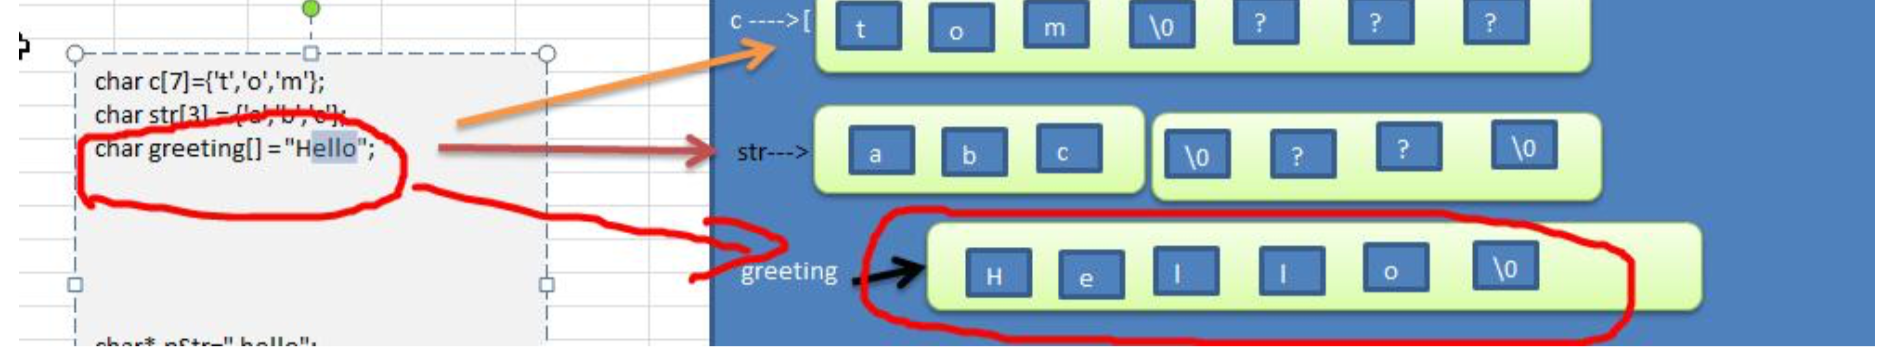 char c[7]={'t','o','m'};
char str[3] = {'a','b','c'};
char greeting[] = "Hello";
char* pStr=" hello";
c ---->[ t o m \0 ? ? ?
str---> a b c \0 ? ? \0
greeting H e l l o \0